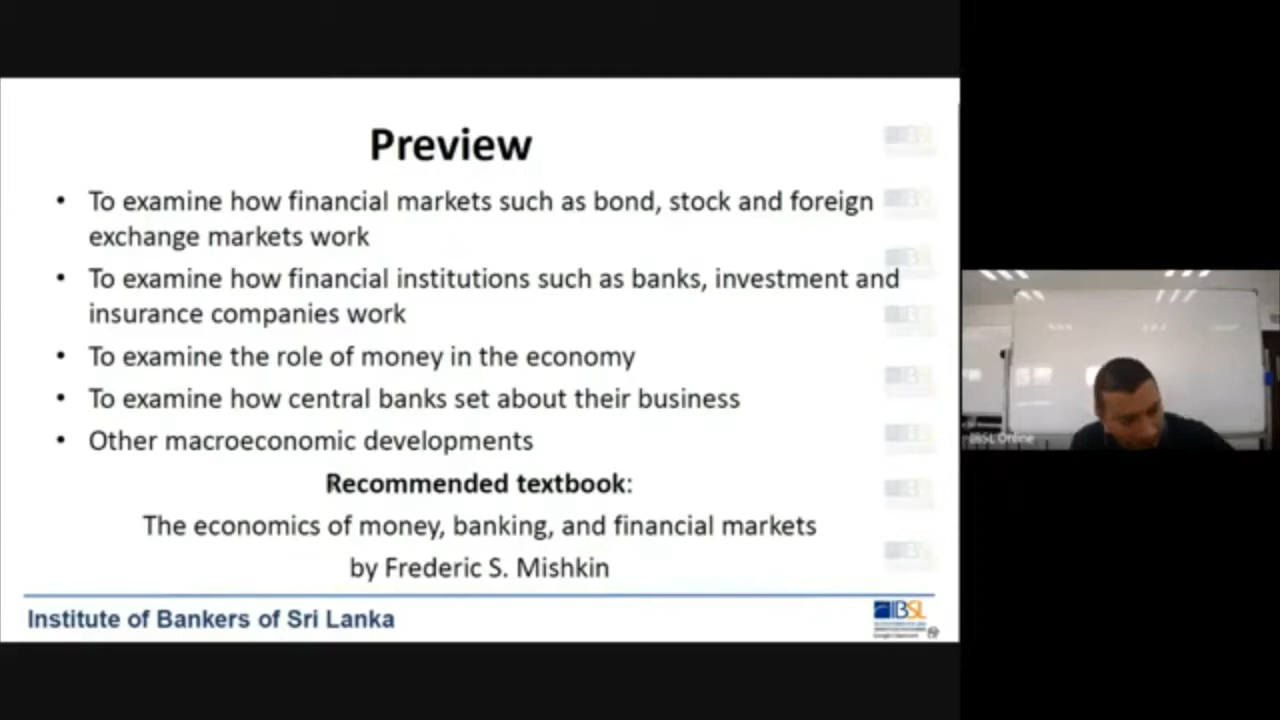 Preview
• To examine how financial markets such as bond, stock and foreign
exchange markets work
• To examine how financial institutions such as banks, investment and
insurance companies work
• To examine the role of money in the economy
• To examine how central banks set about their business
• Other macroeconomic developments
Recommended textbook:
The economics of money, banking, and financial markets
by Frederic S. Mishkin
Institute of Bankers of Sri Lanka
IBSL
IBSL Online